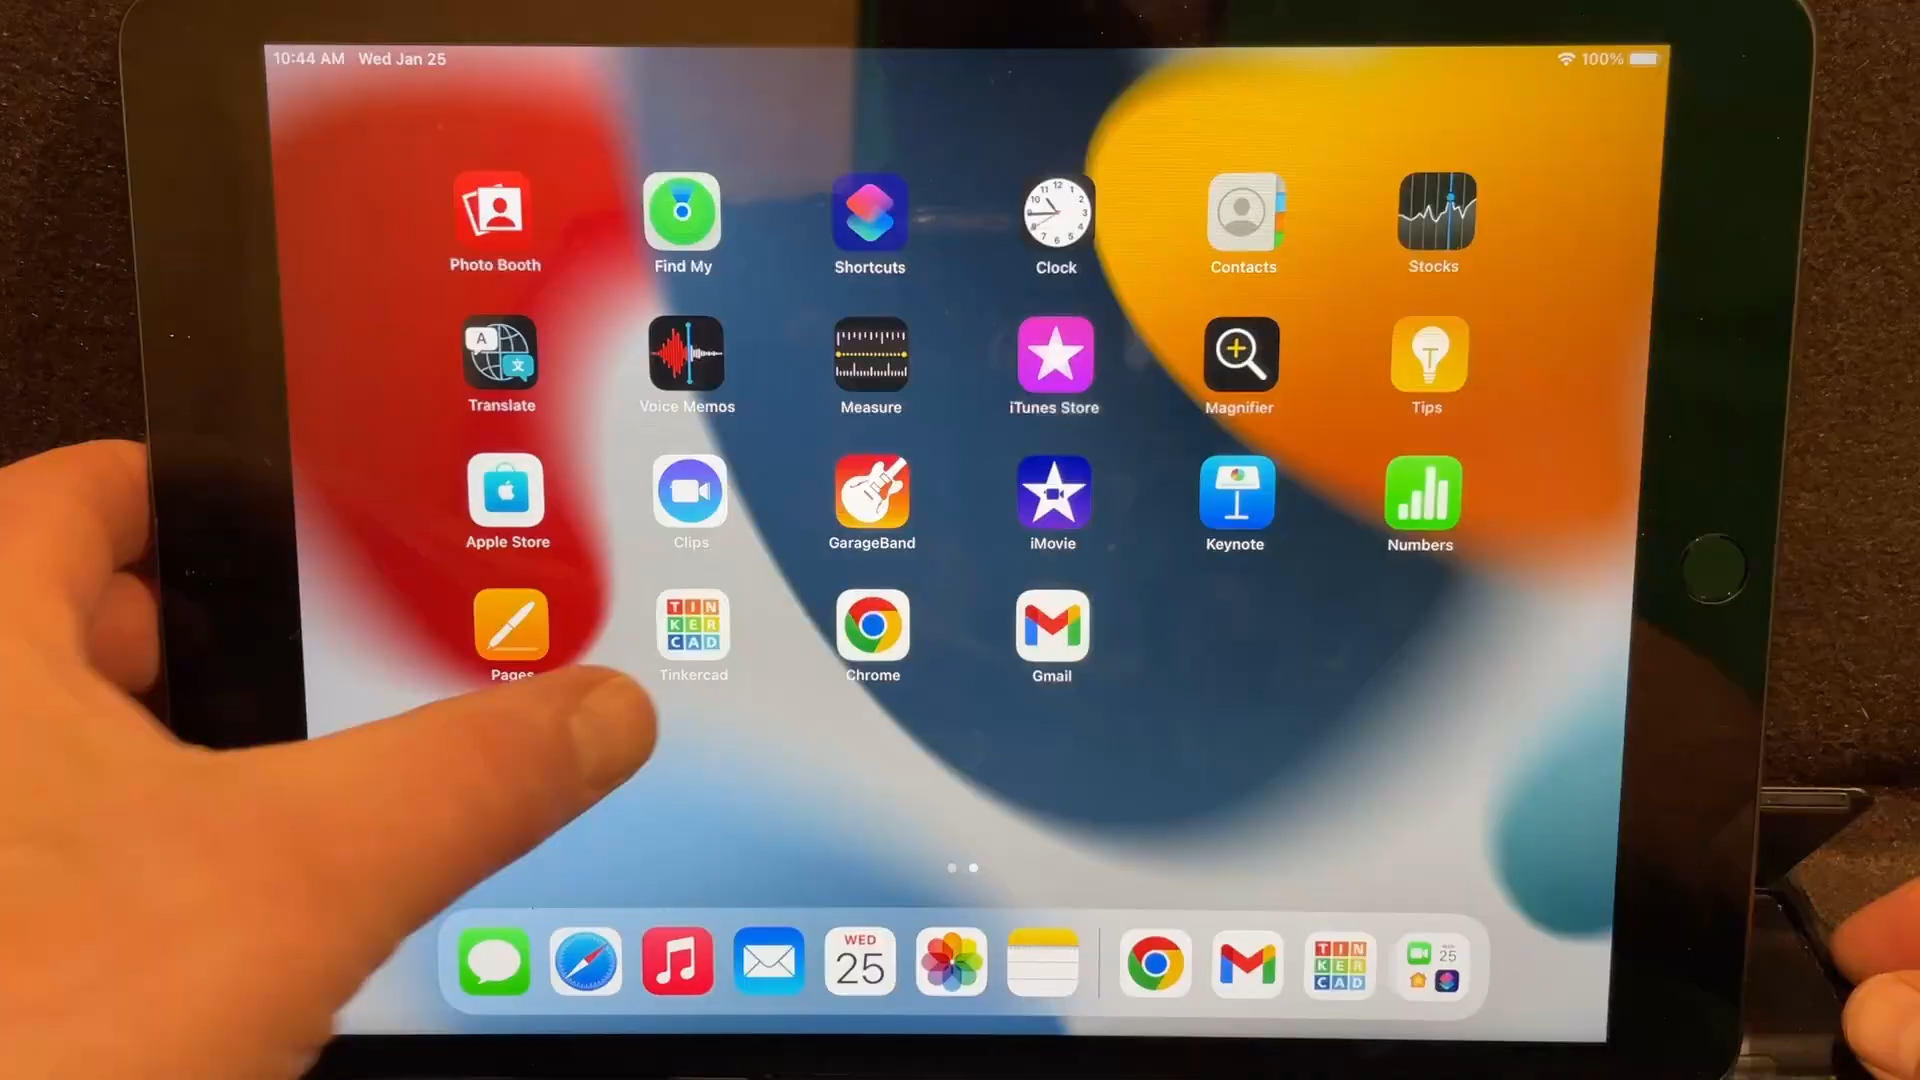 10:44 AM Wed Jan 25
100%
Photo Booth
Find My
Shortcuts
Clock
Contacts
Stocks
Translate
Voice Memos
Measure
iTunes Store
Magnifier
Tips
Apple Store
Clips
GarageBand
iMovie
Keynote
Numbers
TIN
KER
CAD
Pages
Tinkercad
Chrome
Gmail
WED
25
TIN
KER
CAD
25